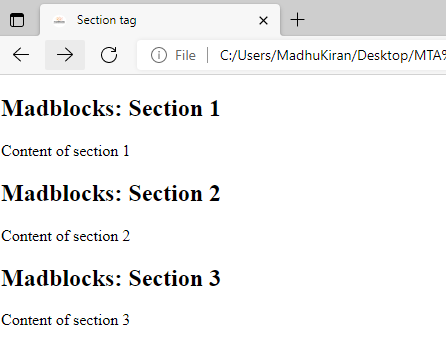 Section tag
File
C:/Users/MadhuKiran/Desktop/MTA
Madblocks: Section 1
Content of section 1
Madblocks: Section 2
Content of section 2
Madblocks: Section 3
Content of section 3